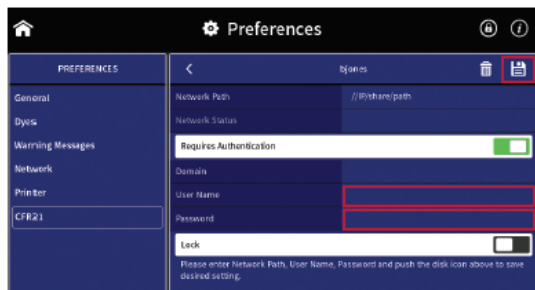 Preferences
PREFERENCES
bjones
General
Dyes
Warning Messages
Network
Printer
CFR21
Network Path //IP/share/path
Network Status
Requires Authentication
Domain
User Name
Password
Lock
Please enter Network Path, User Name, Password and push the disk icon above to save
desired setting.